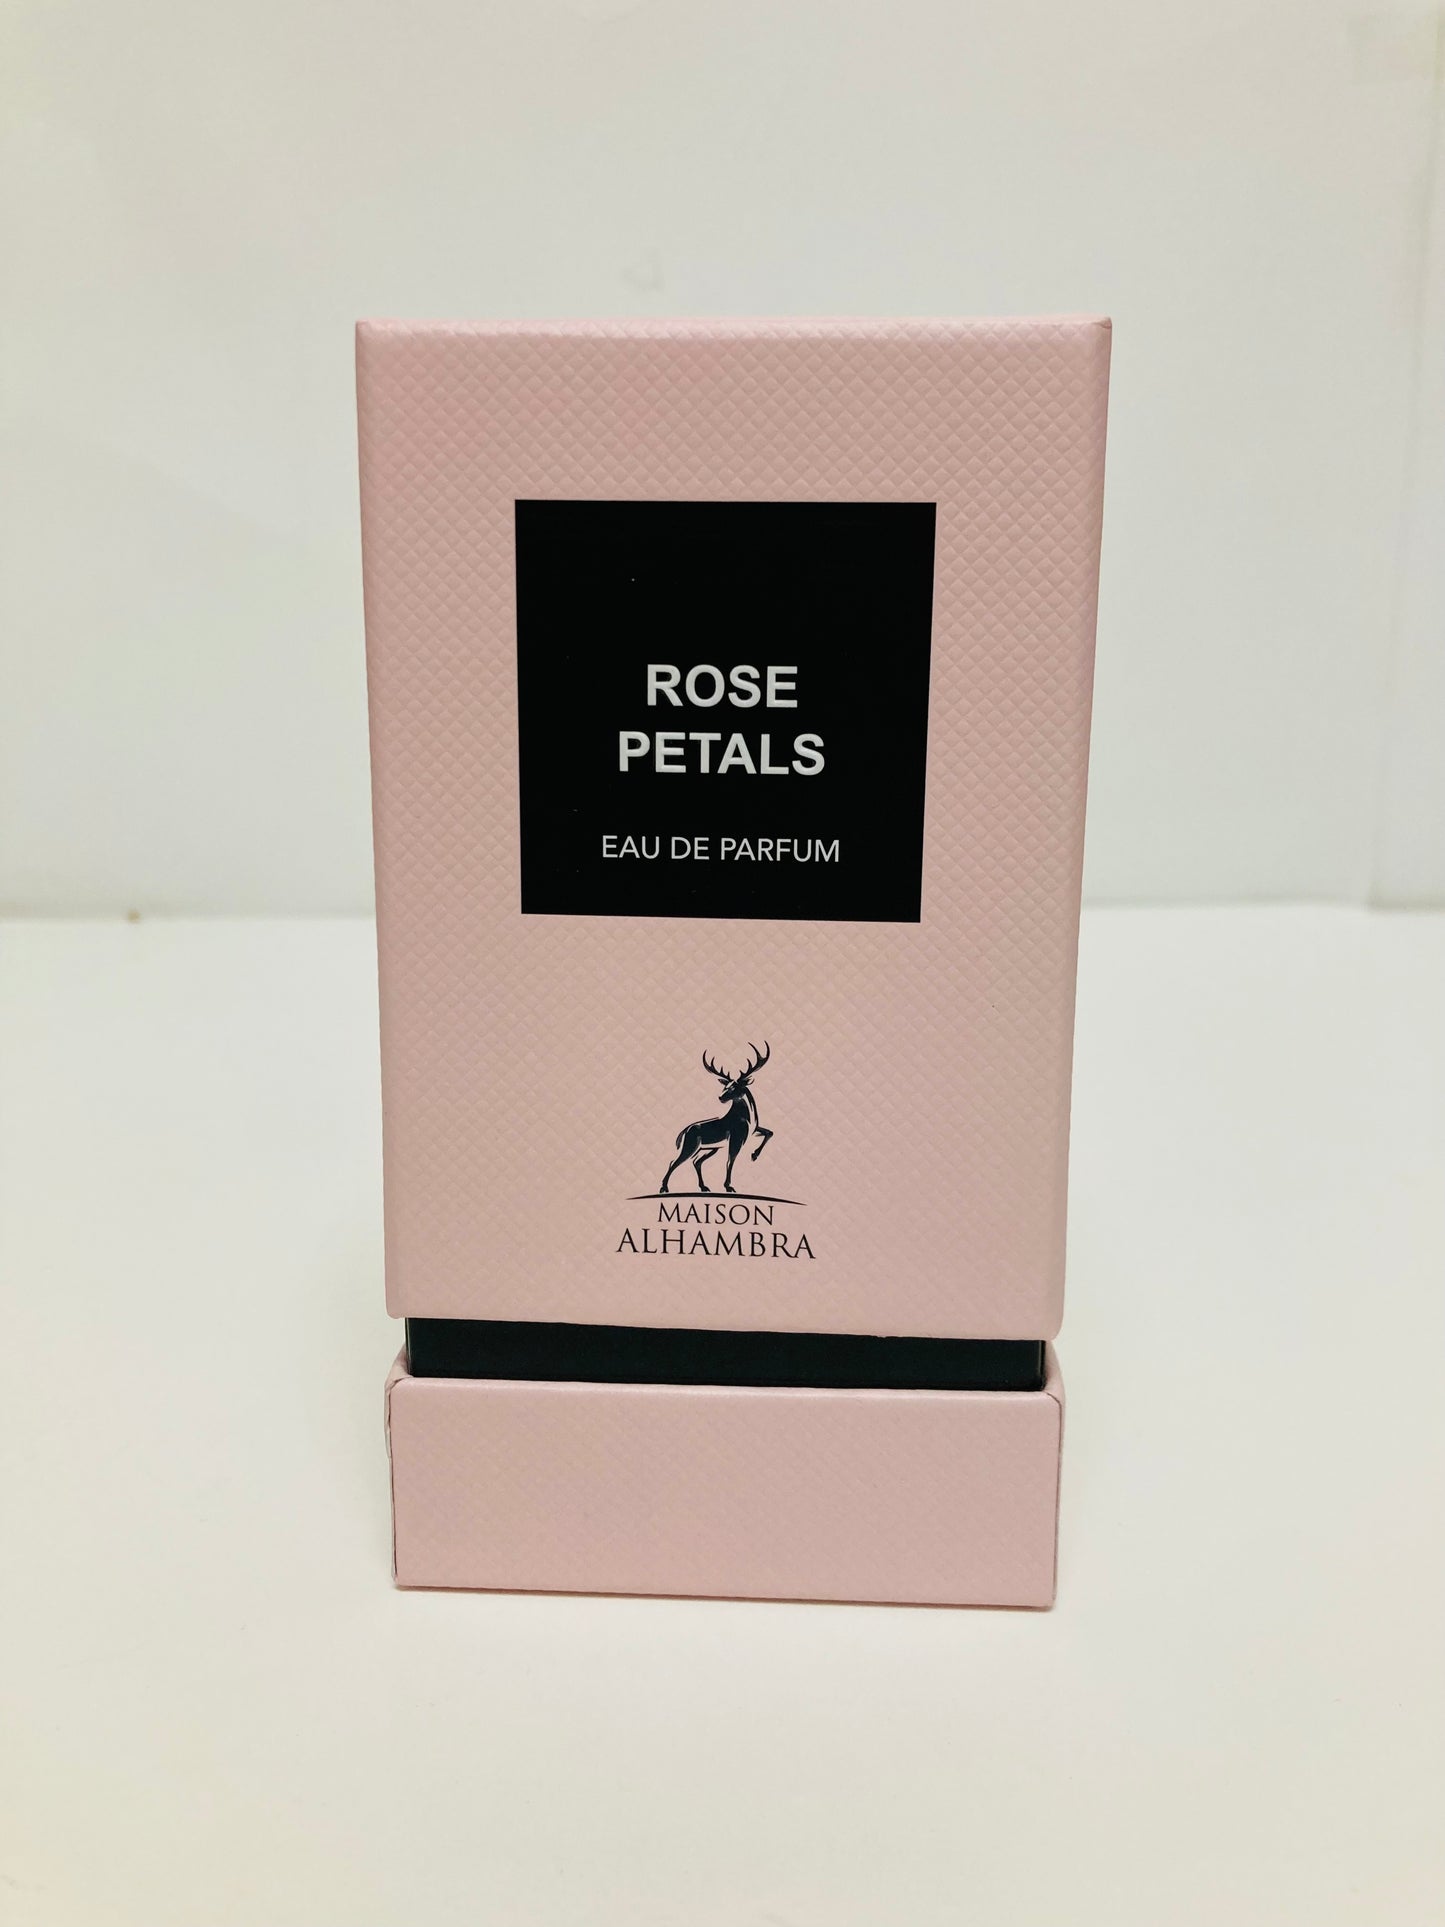 ROSE
PETALS
EAU DE PARFUM
MAISON
ALHAMBRA